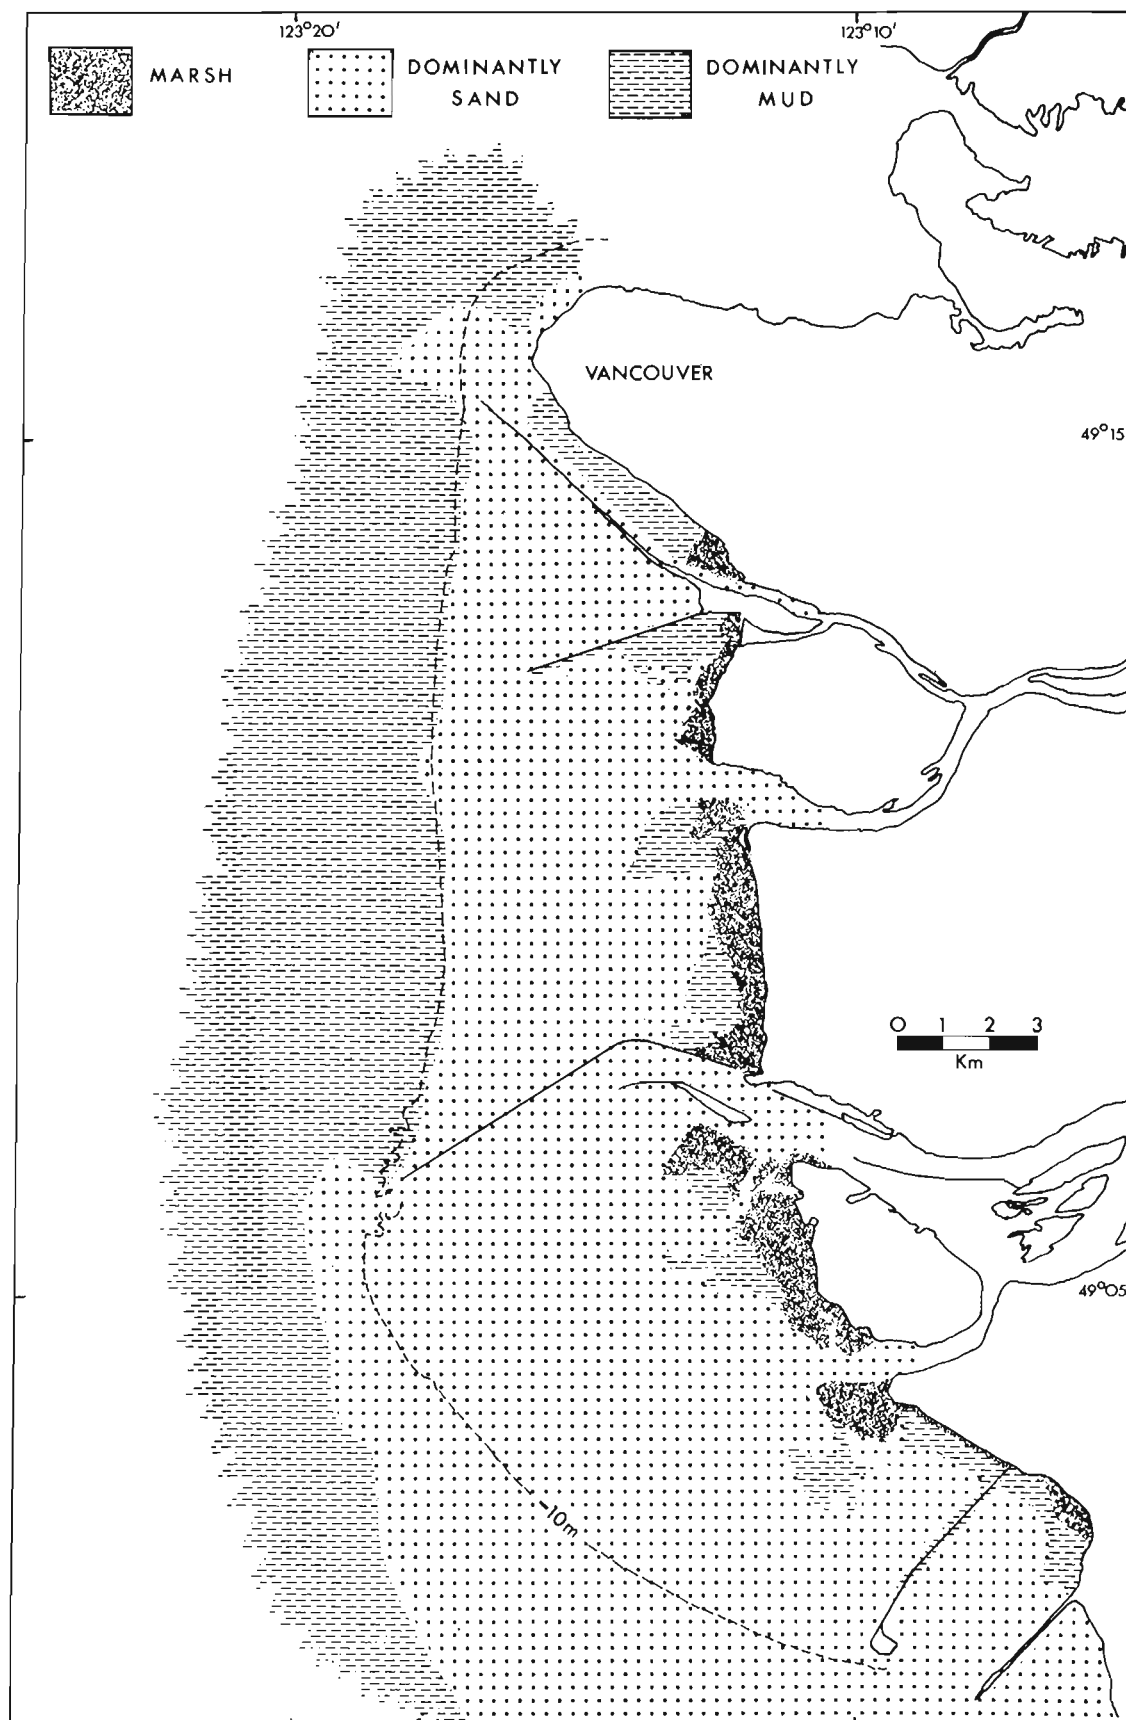 123°20'
123°10'
MARSH
DOMINANTLY
SAND
DOMINANTLY
MUD
VANCOUVER
49°15
0 1 2 3
Km
49°05
-10m